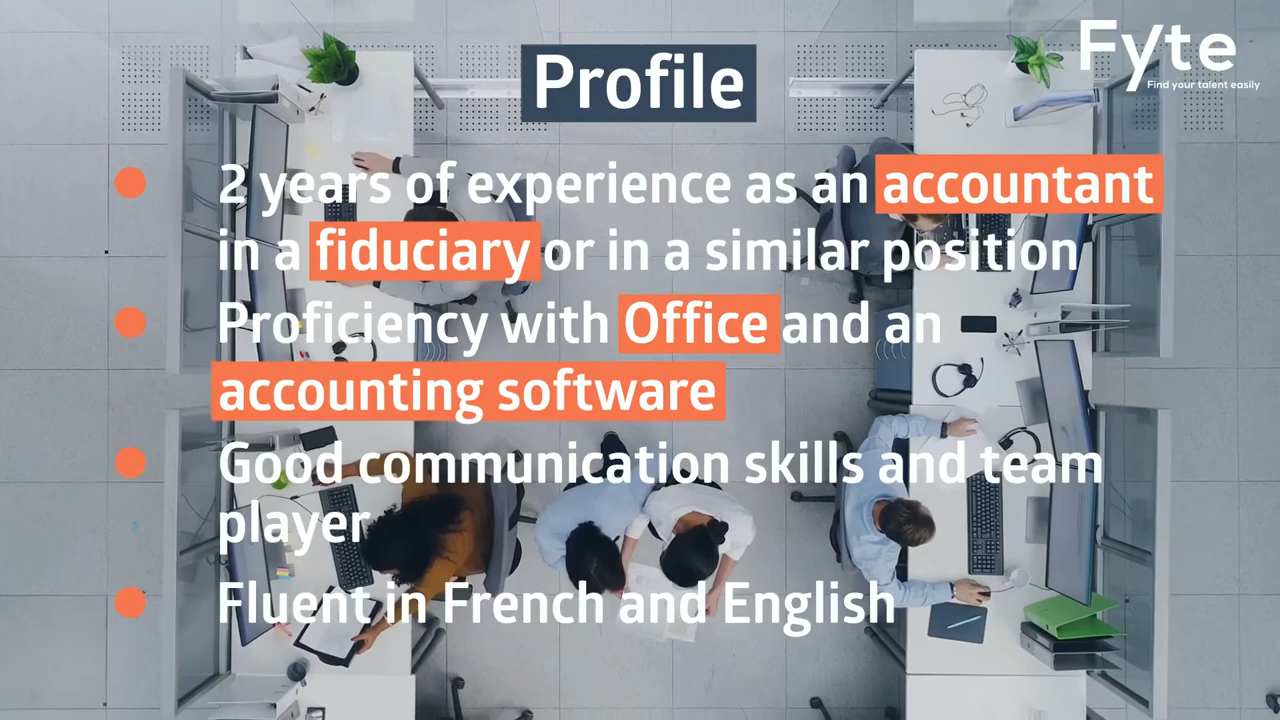 Fyte
Find your talent easily
Profile
2 years of experience as an accountant
in a fiduciary or in a similar position
Proficiency with Office and an
accounting software
Good communication skills and team
player
Fluent in French and English